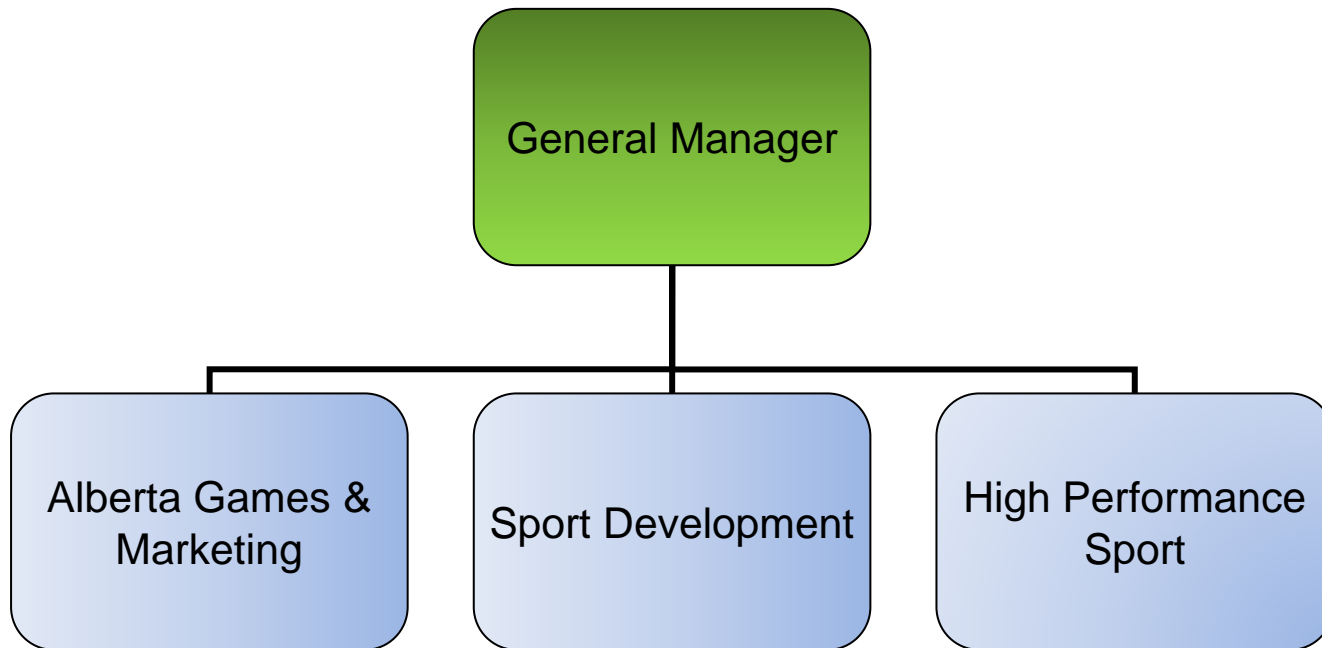 General Manager
Alberta Games &
Marketing
Sport Development
High Performance
Sport